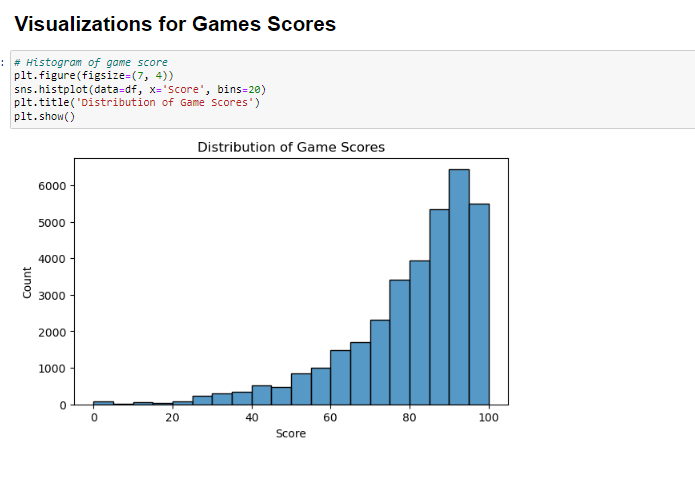 Visualizations for Games Scores
: # Histogram of game score
plt.figure(figsize=(7, 4))
sns.histplot(data=df, x='Score', bins=20)
plt.title('Distribution of Game Scores')
plt.show()
Distribution of Game Scores
6000
5000
4000
3000
2000
1000
0
Count
0 20 40 60 80 100
Score